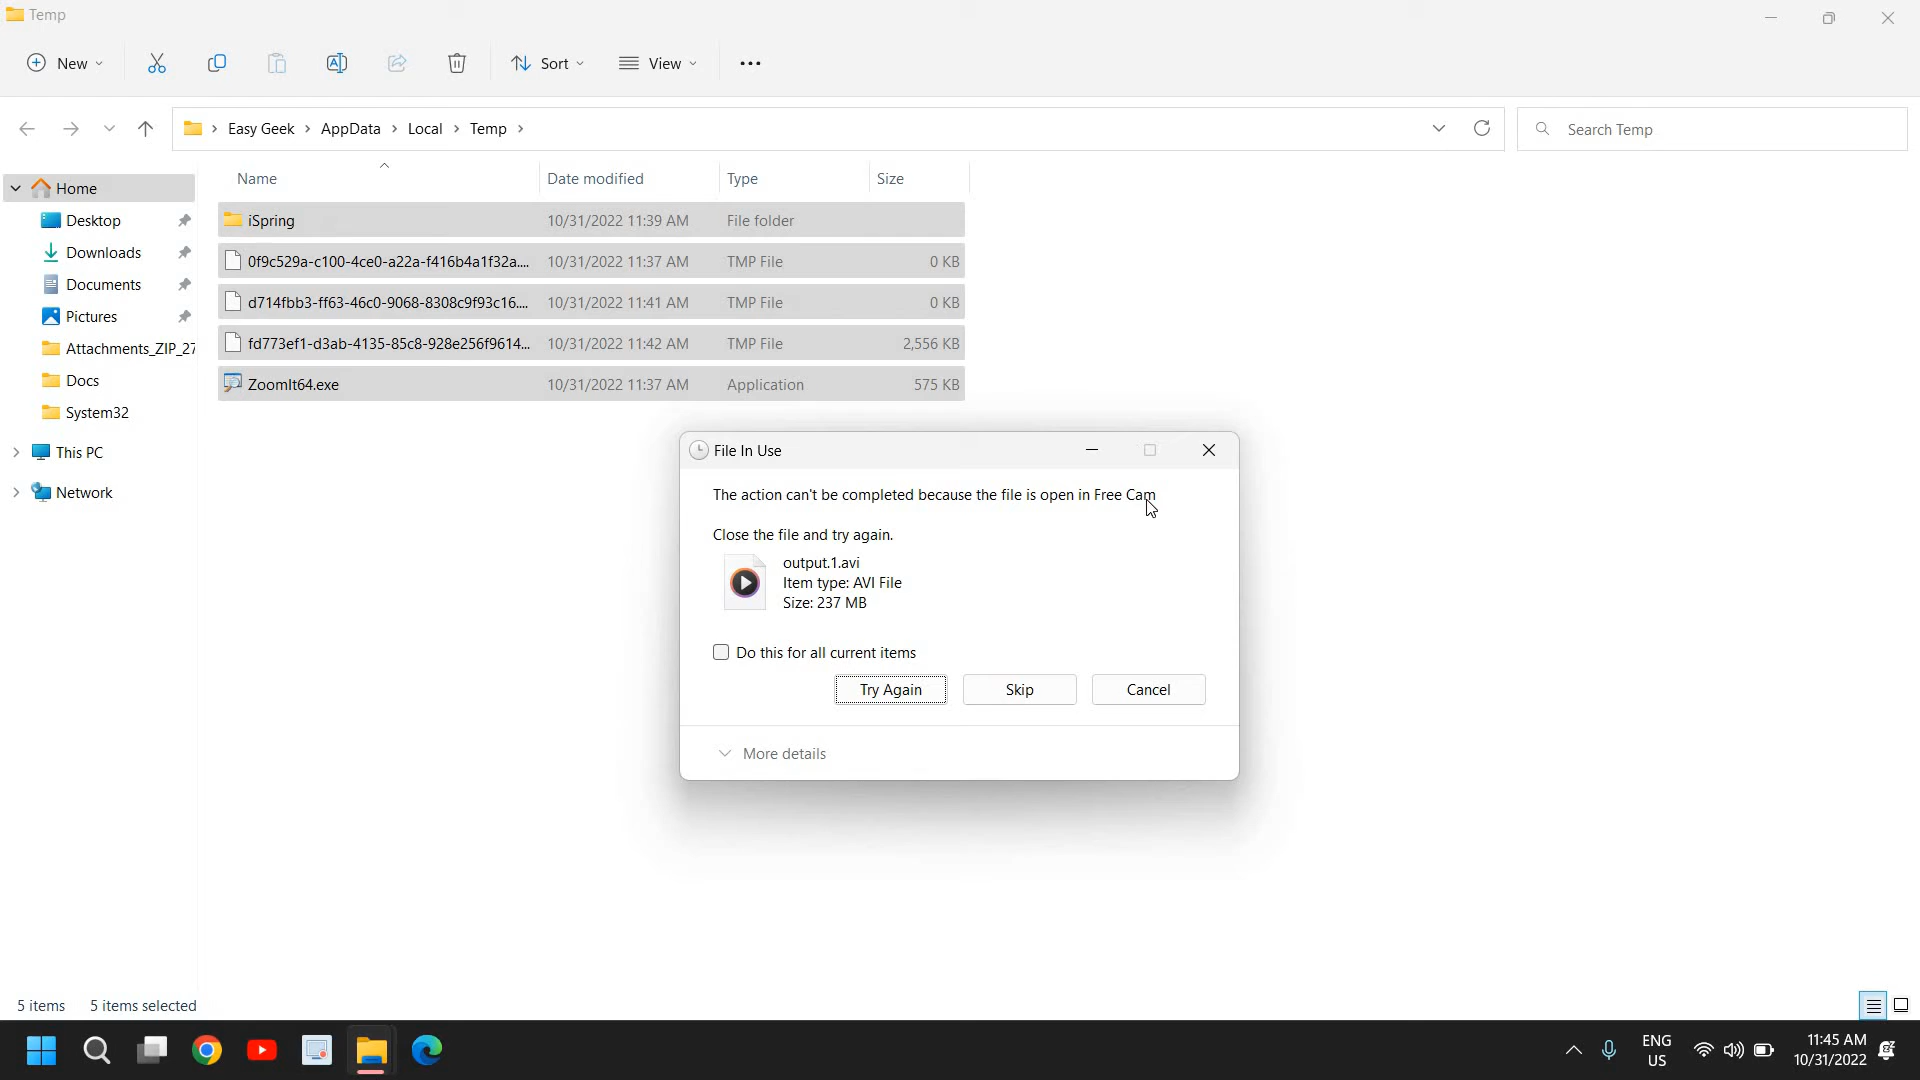 Temp
New
Sort
View
Easy Geek > AppData > Local > Temp >
Search Temp
Name Date modified Type Size
Home
Desktop
Downloads
Documents
Pictures
Attachments_ZIP_27
Docs
System32
This PC
Network
iSpring 10/31/2022 11:39 AM File folder
0f9c529a-c100-4ce0-a22a-f416b4a1f32a... 10/31/2022 11:37 AM TMP File 0 KB
d714fbb3-ff63-46c0-9068-8308c9f93c16... 10/31/2022 11:41 AM TMP File 0 KB
fd773ef1-d3ab-4135-85c8-928e256f9614... 10/31/2022 11:42 AM TMP File 2,556 KB
ZoomIt64.exe 10/31/2022 11:37 AM Application 575 KB
File In Use
The action can't be completed because the file is open in Free Cam
Close the file and try again.
output.1.avi
Item type: AVI File
Size: 237 MB
Do this for all current items
Try Again Skip Cancel
More details
5 items 5 items selected
ENG
US
11:45 AM
10/31/2022